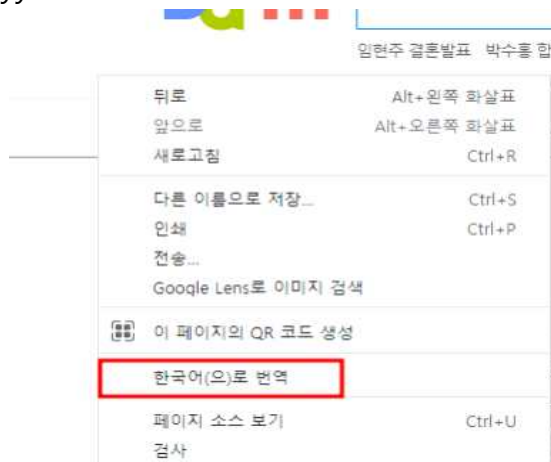 임현주 결혼발표 박수홍 합
뒤로 Alt+왼쪽 화살표
앞으로 Alt+오른쪽 화살표
새로고침 Ctrl+R
다른 이름으로 저장... Ctrl+S
인쇄 Ctrl+P
전송...
Google Lens로 이미지 검색
이 페이지의 QR 코드 생성
한국어(으)로 번역
페이지 소스 보기 Ctrl+U
검사